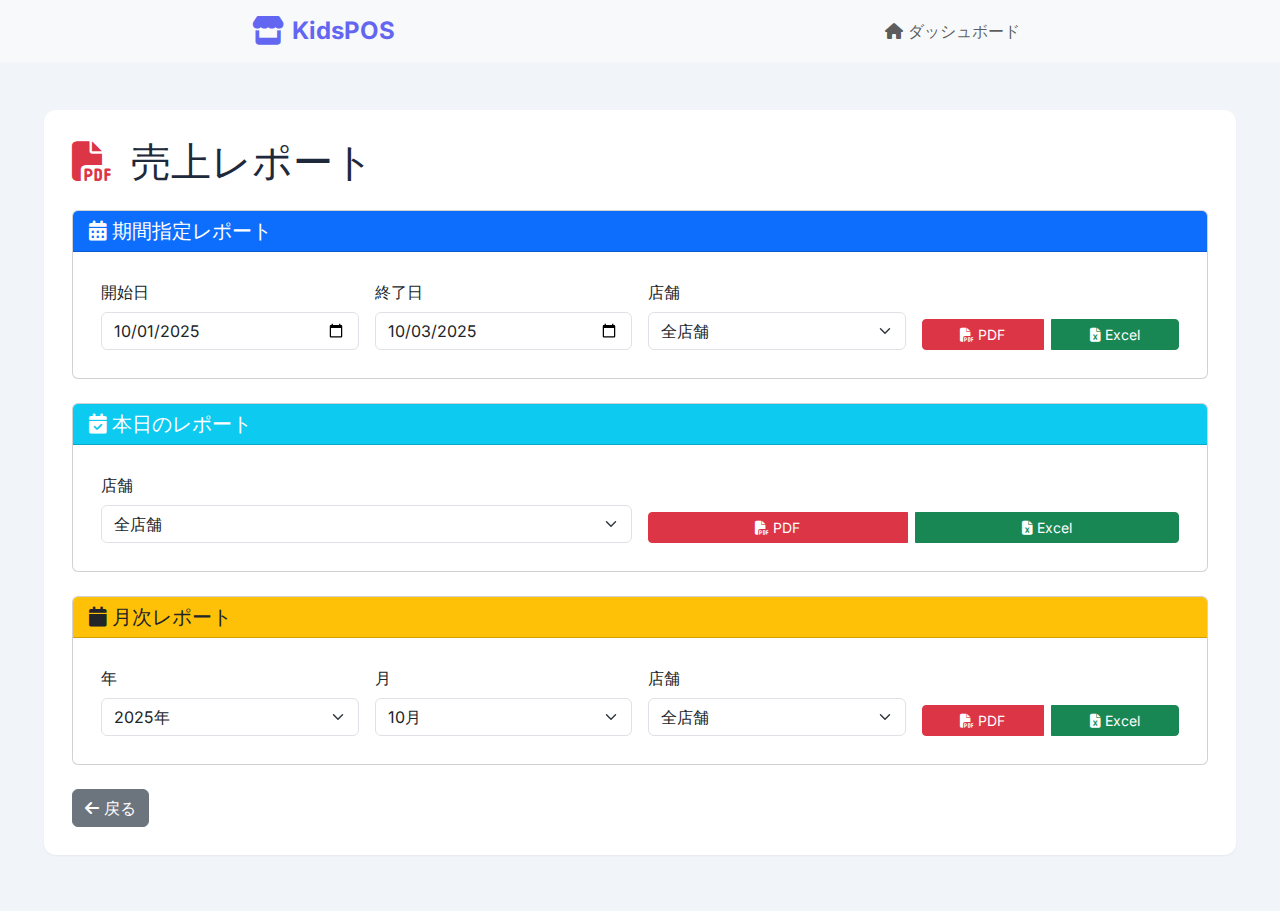 KidsPOS
ダッシュボード
PDF 売上レポート
期間指定レポート
開始日 終了日 店舗
10/01/2025 10/03/2025 全店舗 PDF Excel
本日のレポート
店舗
全店舗 PDF Excel
月次レポート
年 月 店舗
2025年 10月 全店舗 PDF Excel
戻る